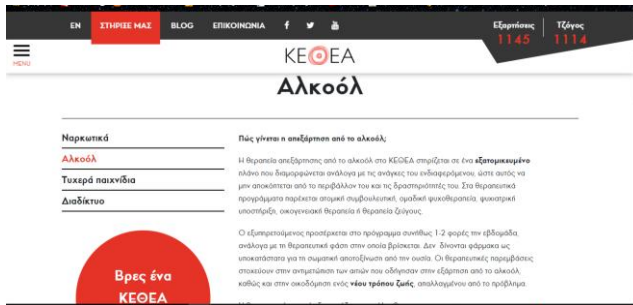 EN ΣΤΗΡΙΞΕ ΜΑΣ BLOG ΕΠΙΚΟΙΝΩΝΙΑ
Εξαρτήσεις Τζόγος
1145 1114
MENU
ΚΕΘΕΑ
Αλκοόλ
Ναρκωτικά
Αλκοόλ
Τυχερά παιχνίδια
Διαδίκτυο
Βρες ένα
ΚΕΘΕΑ
Πώς γίνεται η απεξάρτηση από το αλκοόλ;
Η θεραπεία απεξάρτησης από το αλκοόλ στο ΚΕΘΕΑ στηρίζεται σε ένα εξατομικευμένο
πλάνο που διαμορφώνεται ανάλογα με τις ανάγκες του ενδιαφερόμενου, ώστε αυτός να
μην αποκόπτεται από το περιβάλλον του και τις δραστηριότητές του. Στα θεραπευτικά
προγράμματα παρέχεται ατομική συμβουλευτική, ομαδική ψυχοθεραπεία, ψυχιατρική
υποστήριξη, οικογενειακή θεραπεία ή θεραπεία ζεύγους.
Ο εξυπηρετούμενος προσέρχεται στο πρόγραμμα συνήθως 1-2 φορές την εβδομάδα,
ανάλογα με τη θεραπευτική φάση στην οποία βρίσκεται. Δεν δίνονται φάρμακα ως
υποκατάστατα για τη σωματική αποτοξίνωση από την ουσία. Οι θεραπευτικές παρεμβάσεις
στοχεύουν στην αντιμετώπιση των αιτιών που οδήγησαν στην εξάρτηση από το αλκοόλ,
καθώς και στην οικοδόμηση ενός νέου τρόπου ζωής, απαλλαγμένου από το πρόβλημα.